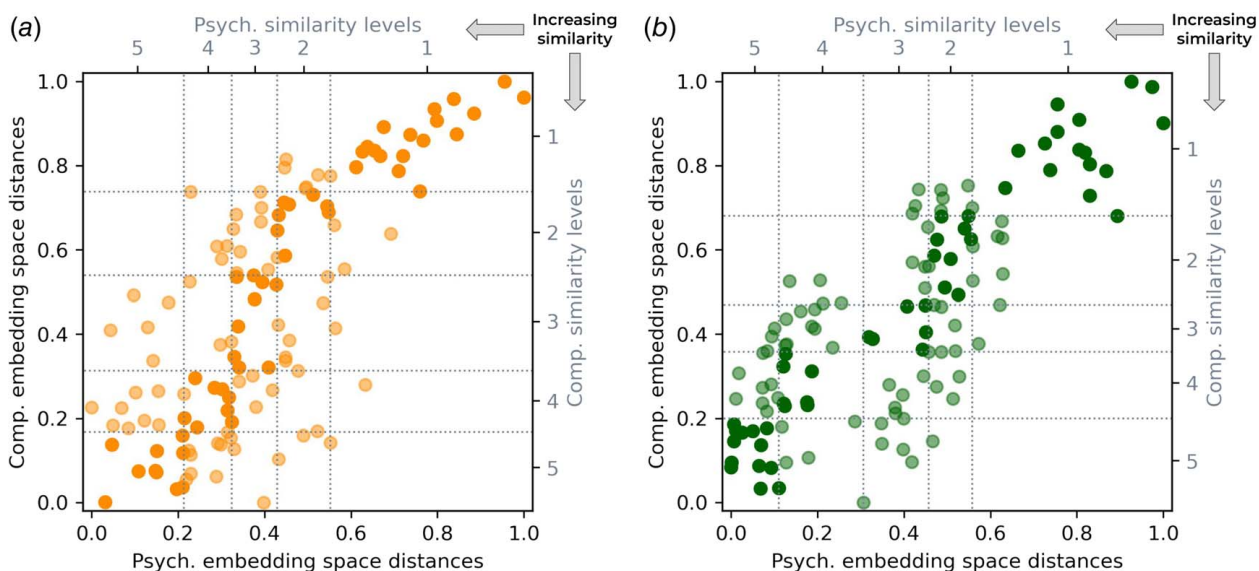 (a)
Psych. similarity levels
Increasing
similarity
5 4 3 2 1
1.0
0.8
0.6
0.4
0.2
0.0
Comp. embedding space distances
1
2
3
4
5
Comp. similarity levels
0.0 0.2 0.4 0.6 0.8 1.0
Psych. embedding space distances
(b)
Psych. similarity levels
Increasing
similarity
5 4 3 2 1
1.0
0.8
0.6
0.4
0.2
0.0
Comp. embedding space distances
1
2
3
4
5
Comp. similarity levels
0.0 0.2 0.4 0.6 0.8 1.0
Psych. embedding space distances